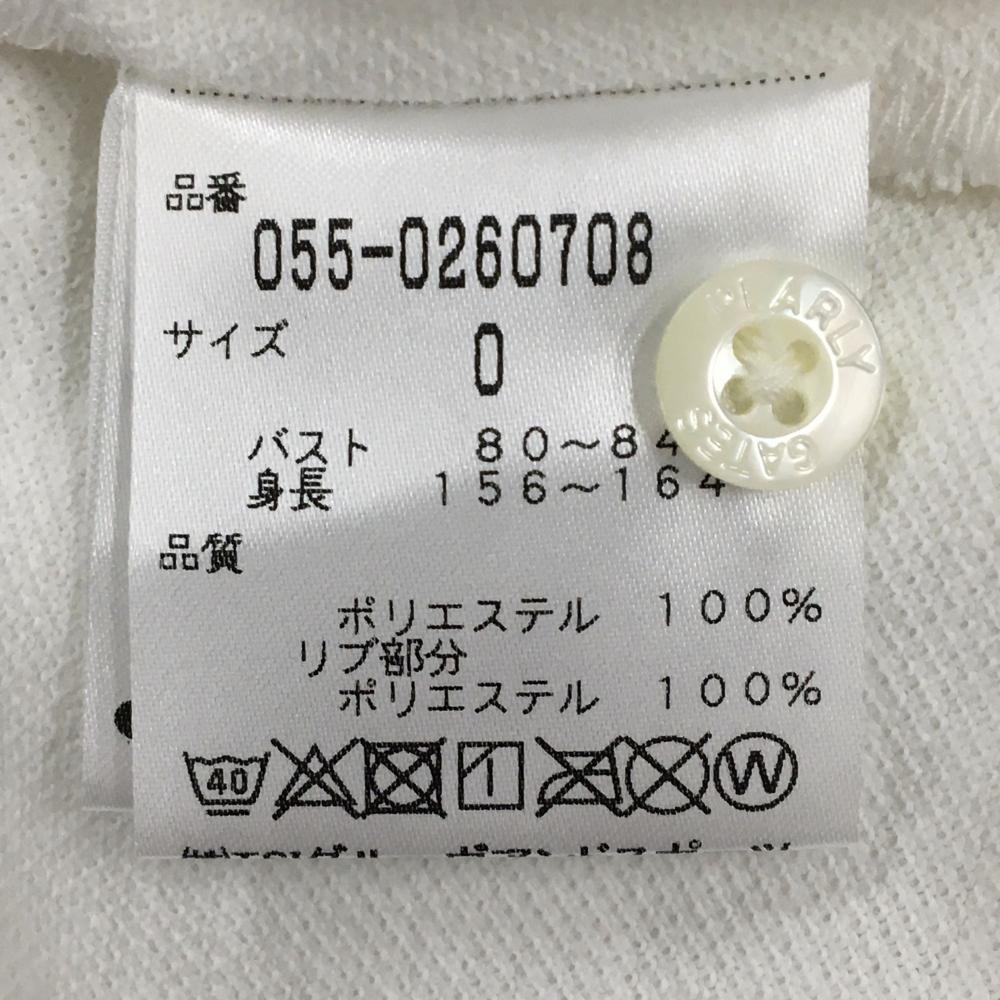 品番
055-0260708
サイズ
0
バスト 80～84
身長 156～164
品質
ポリエステル 100%
リブ部分
ポリエステル 100%
40
W
ARLY
GATES